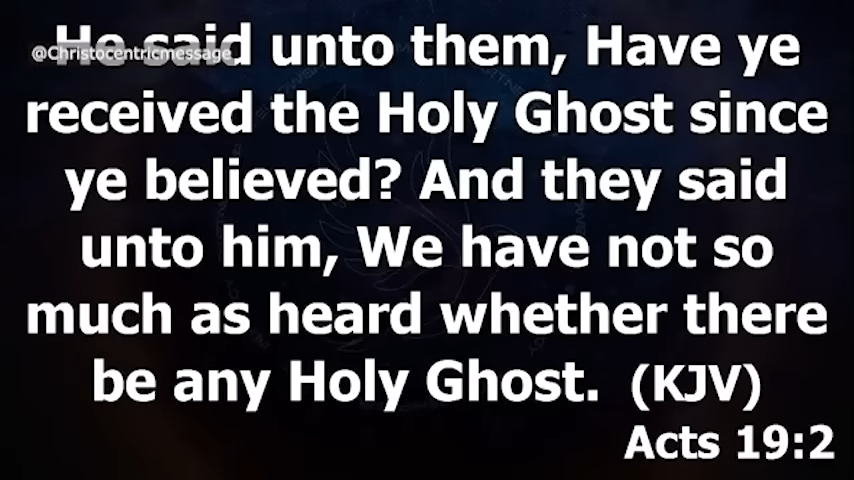 @Christocentricmessage
He said unto them, Have ye
received the Holy Ghost since
ye believed? And they said
unto him, We have not so
much as heard whether there
be any Holy Ghost. (KJV)
Acts 19:2